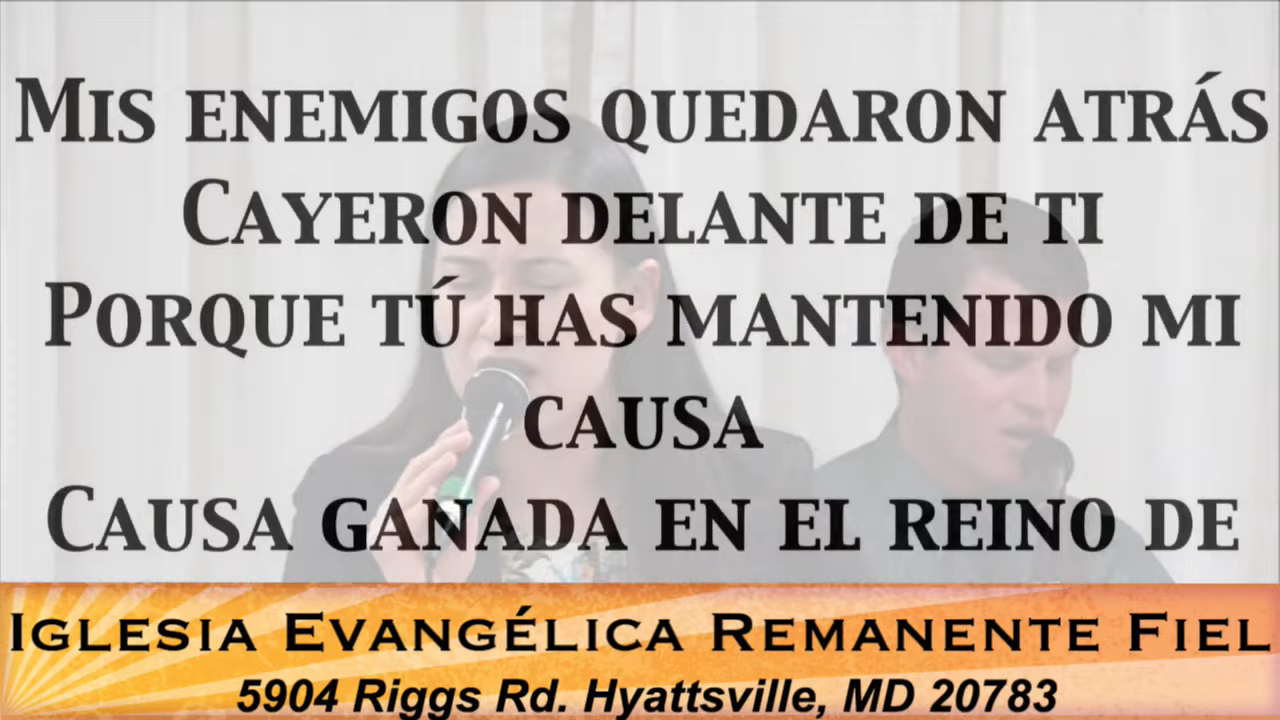 Mis enemigos quedaron atrás
Cayeron delante de ti
Porque tú has mantenido mi
causa
Causa ganada en el reino de
Iglesia Evangélica Remanente Fiel
5904 Riggs Rd. Hyattsville, MD 20783